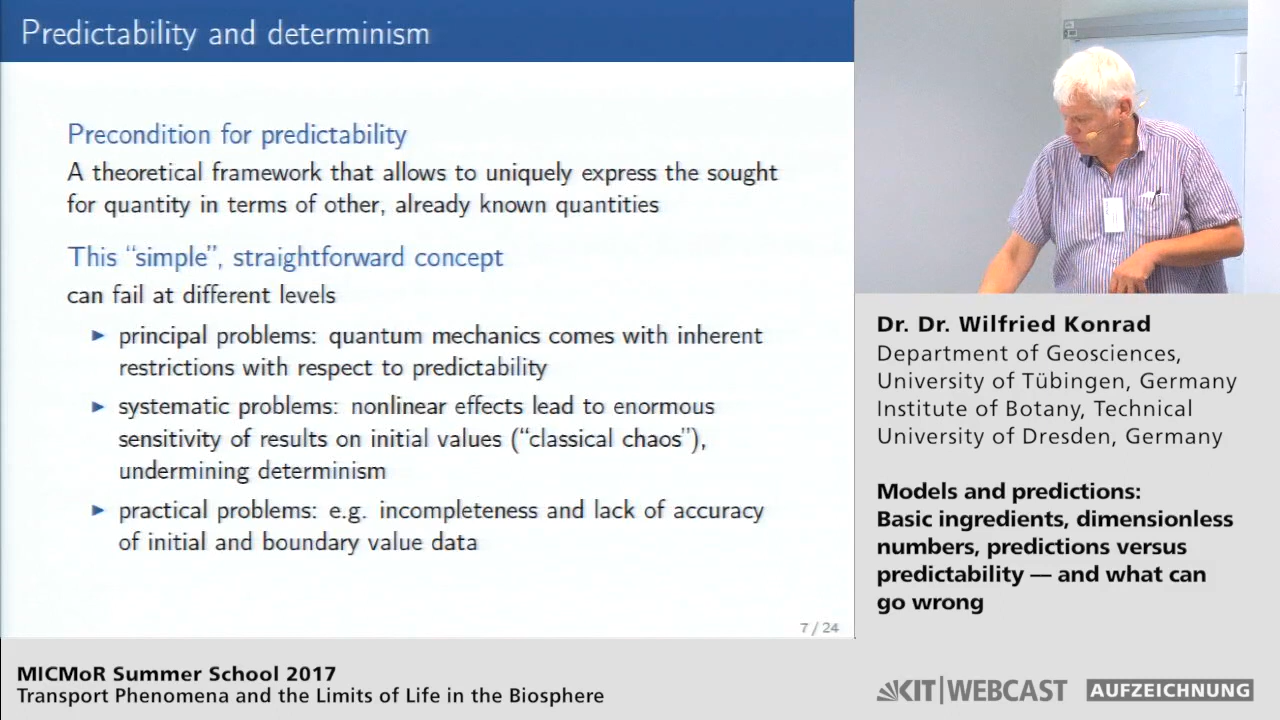 Predictability and determinism
Precondition for predictability
A theoretical framework that allows to uniquely express the sought
for quantity in terms of other, already known quantities
This “simple”, straightforward concept
can fail at different levels
principal problems: quantum mechanics comes with inherent
restrictions with respect to predictability
systematic problems: nonlinear effects lead to enormous
sensitivity of results on initial values (“classical chaos”),
undermining determinism
practical problems: e.g. incompleteness and lack of accuracy
of initial and boundary value data
7 / 24
Dr. Dr. Wilfried Konrad
Department of Geosciences,
University of Tübingen, Germany
Institute of Botany, Technical
University of Dresden, Germany
Models and predictions:
Basic ingredients, dimensionless
numbers, predictions versus
predictability — and what can
go wrong
MICMoR Summer School 2017
Transport Phenomena and the Limits of Life in the Biosphere
KIT|WEBCAST AUFZEICHNUNG